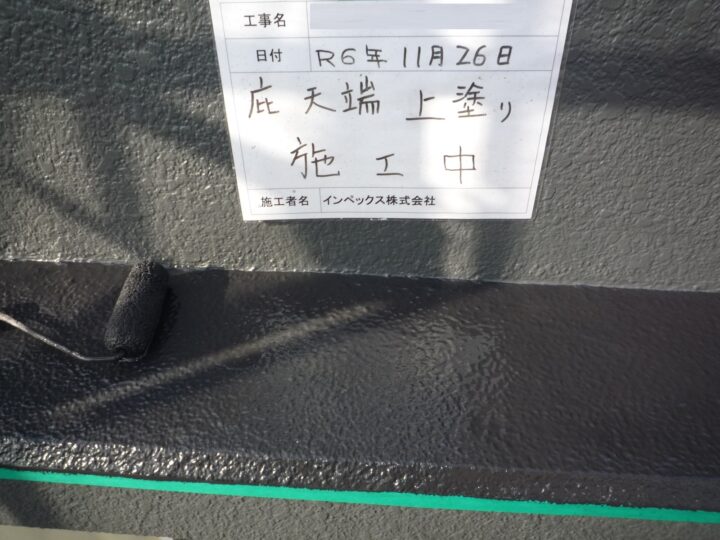 工事名
日付 R6年 11月26日
庇 天端 上塗り
施工中
施工者名 インペックス株式会社